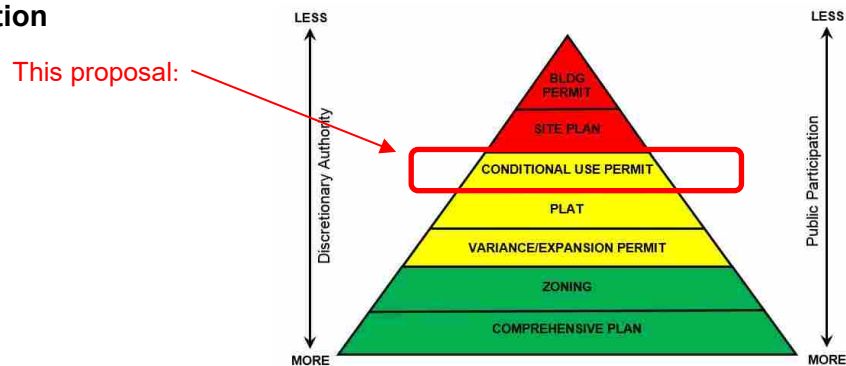 tion
LESS
LESS
This proposal:
BLDG
PERMIT
SITE PLAN
Discretionary Authority
Public Participation
CONDITIONAL USE PERMIT
PLAT
VARIANCE/EXPANSION PERMIT
ZONING
COMPREHENSIVE PLAN
MORE
MORE